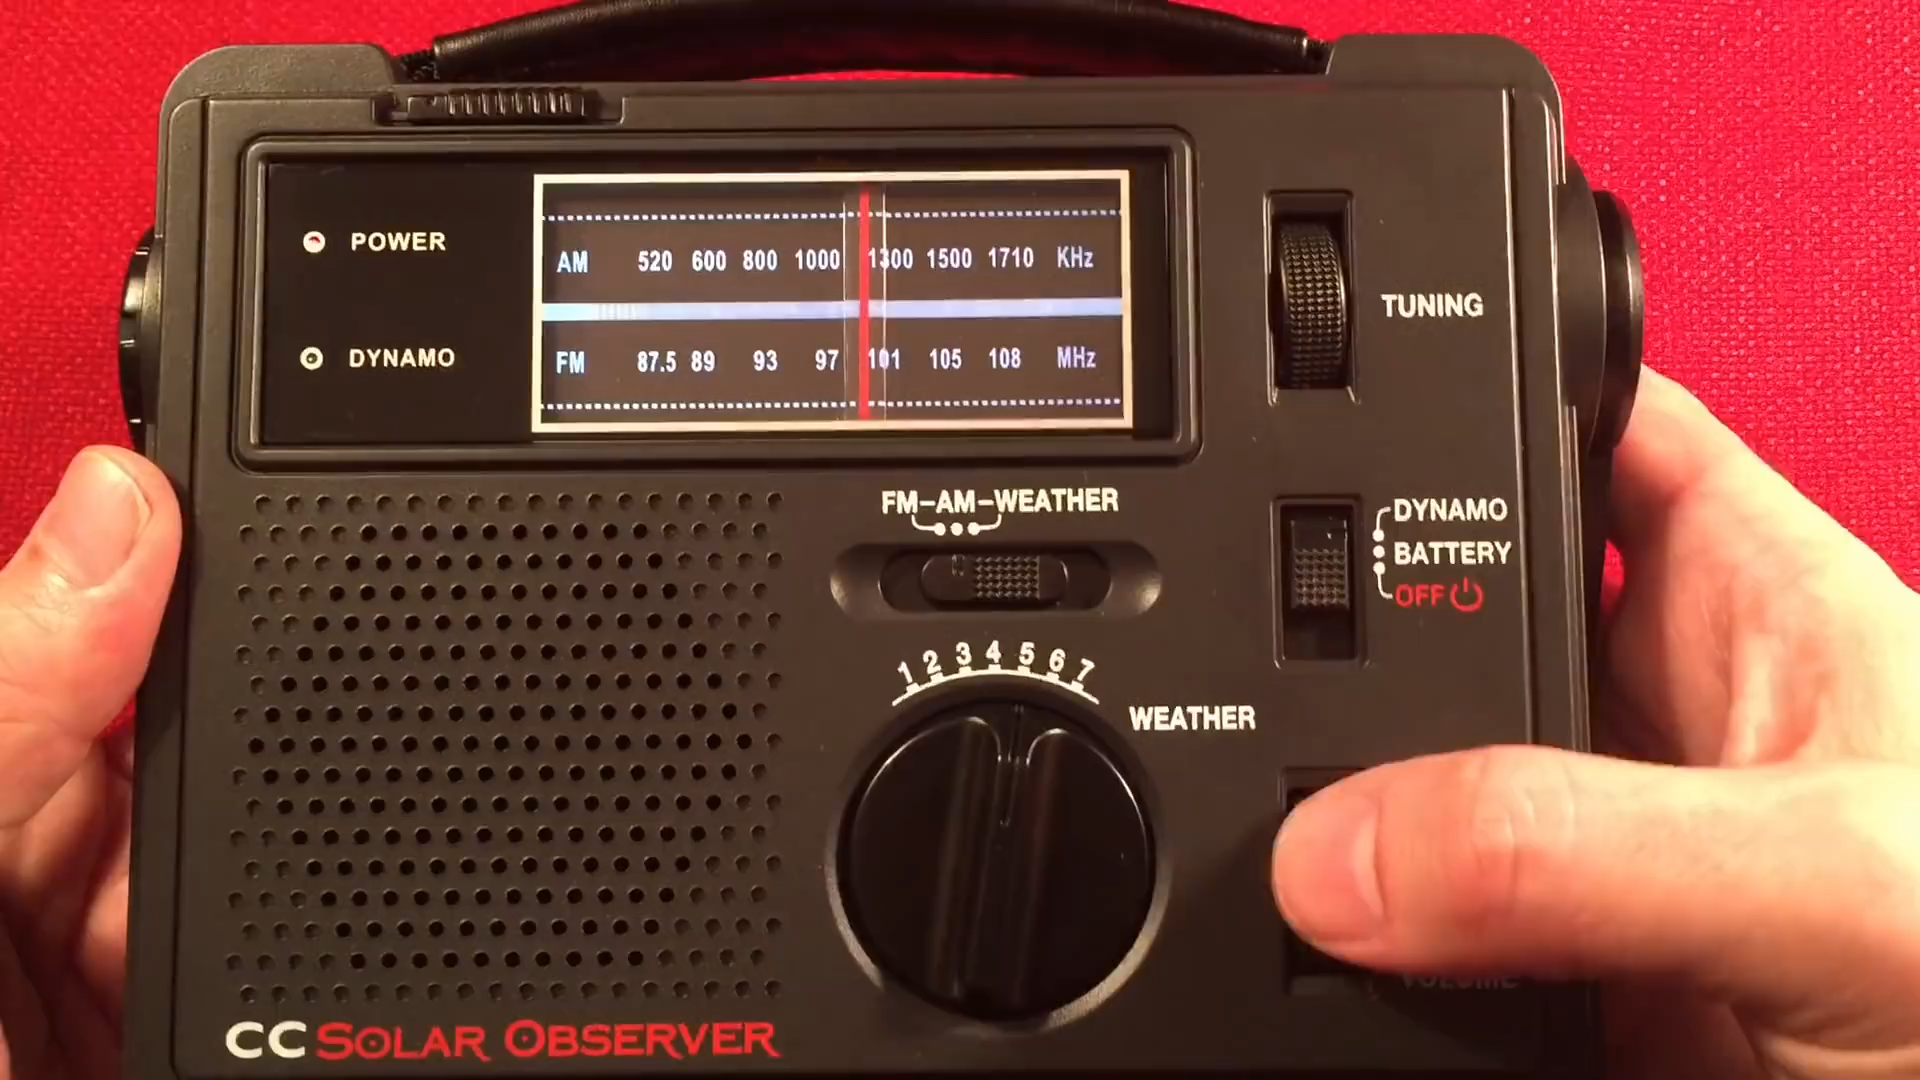 POWER
DYNAMO
AM 520 600 800 1000 1300 1500 1710 KHz
FM 87.5 89 93 97 101 105 108 MHz
TUNING
FM-AM-WEATHER
DYNAMO
BATTERY
OFF
1 2 3 4 5 6 7
WEATHER
VOLUME
CC SOLAR OBSERVER